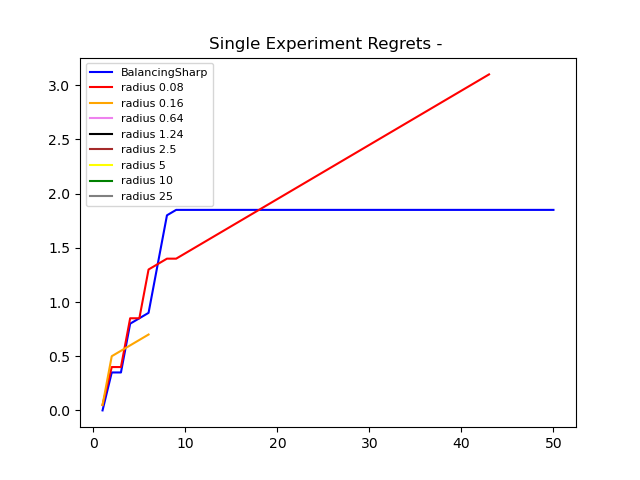 Single Experiment Regrets -
BalancingSharp
radius 0.08
radius 0.16
radius 0.64
radius 1.24
radius 2.5
radius 5
radius 10
radius 25
3.0
2.5
2.0
1.5
1.0
0.5
0.0
0 10 20 30 40 50